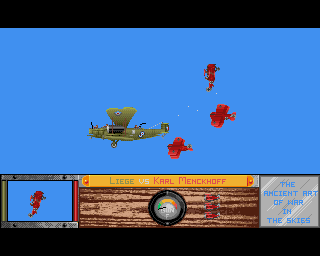 Liege vs Karl Menckhoff
THE
ANCIENT ART
OF WAR
IN
THE SKIES